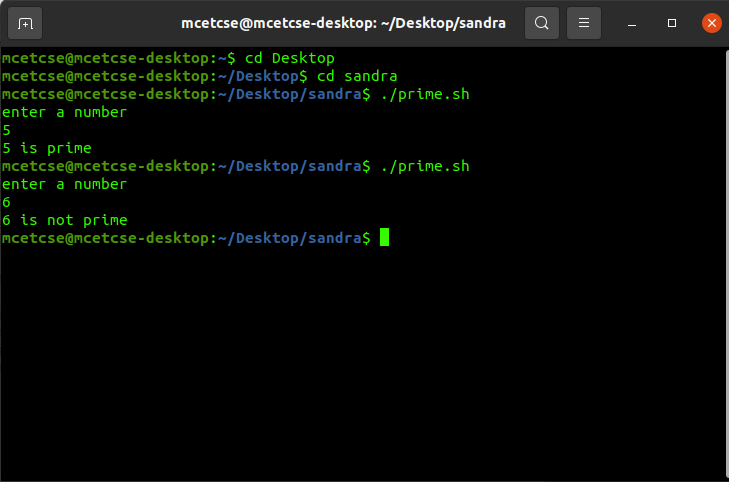 mcetcse@mcetcse-desktop: ~/Desktop/sandra
mcetcse@mcetcse-desktop:~$ cd Desktop
mcetcse@mcetcse-desktop:~/Desktop$ cd sandra
mcetcse@mcetcse-desktop:~/Desktop/sandra$ ./prime.sh
enter a number
5
5 is prime
mcetcse@mcetcse-desktop:~/Desktop/sandra$ ./prime.sh
enter a number
6
6 is not prime
mcetcse@mcetcse-desktop:~/Desktop/sandra$